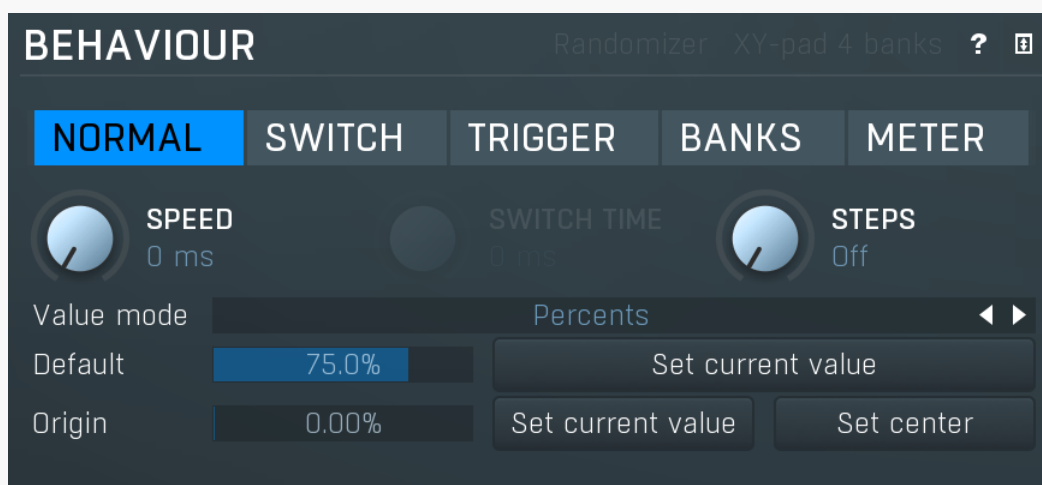 BEHAVIOUR Randomizer XY-pad 4 banks ?
NORMAL SWITCH TRIGGER BANKS METER
SPEED SWITCH TIME STEPS
0 ms 0 ms Off
Value mode Percents
Default 75.0% Set current value
Origin 0.00% Set current value Set center